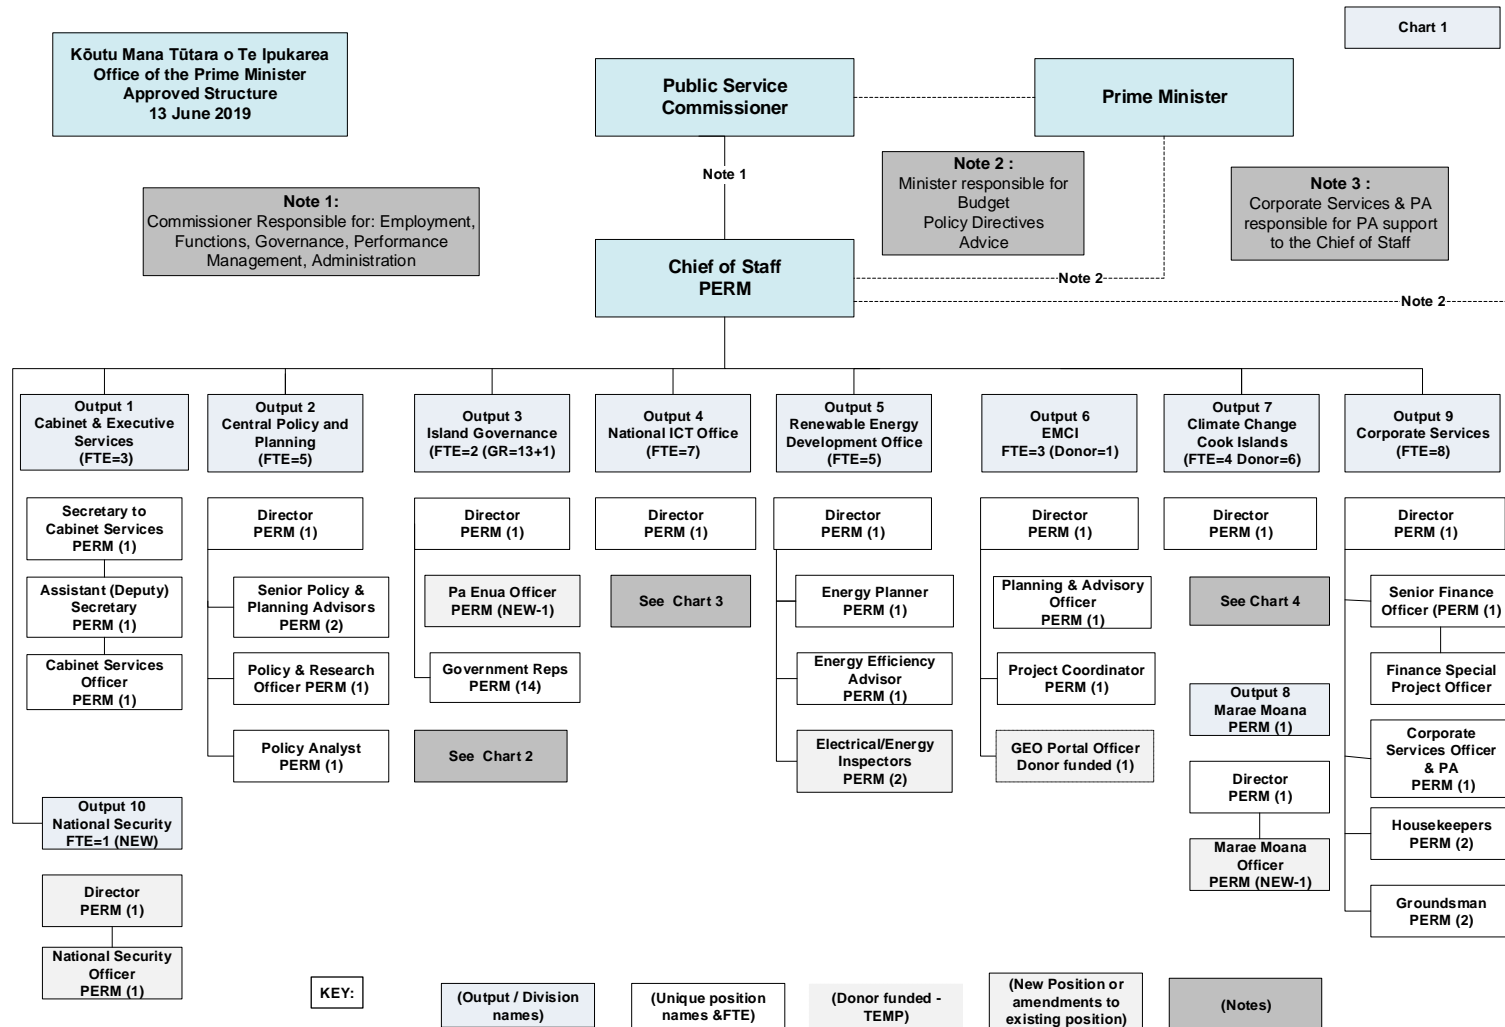 Chart 1
Kōutu Mana Tūtara o Te Ipukarea
Office of the Prime Minister
Approved Structure
13 June 2019
Public Service
Commissioner
Prime Minister
Note 1
Note 1:
Commissioner Responsible for: Employment,
Functions, Governance, Performance
Management, Administration
Note 2 :
Minister responsible for
Budget
Policy Directives
Advice
Note 3 :
Corporate Services & PA
responsible for PA support
to the Chief of Staff
Chief of Staff
PERM
Note 2
Note 2
Output 1
Cabinet & Executive
Services
(FTE=3)
Secretary to
Cabinet Services
PERM (1)
Assistant (Deputy)
Secretary
PERM (1)
Cabinet Services
Officer
PERM (1)
Output 10
National Security
FTE=1 (NEW)
Director
PERM (1)
National Security
Officer
PERM (1)
Output 2
Central Policy and
Planning
(FTE=5)
Director
PERM (1)
Senior Policy &
Planning Advisors
PERM (2)
Policy & Research
Officer PERM (1)
Policy Analyst
PERM (1)
Output 3
Island Governance
(FTE=2 (GR=13+1)
Director
PERM (1)
Pa Enua Officer
PERM (NEW-1)
Government Reps
PERM (14)
See Chart 2
Output 4
National ICT Office
(FTE=7)
Director
PERM (1)
See Chart 3
Output 5
Renewable Energy
Development Office
(FTE=5)
Director
PERM (1)
Energy Planner
PERM (1)
Energy Efficiency
Advisor
PERM (1)
Electrical/Energy
Inspectors
PERM (2)
Output 6
EMCI
FTE=3 (Donor=1)
Director
PERM (1)
Planning & Advisory
Officer
PERM (1)
Project Coordinator
PERM (1)
GEO Portal Officer
Donor funded (1)
Output 7
Climate Change
Cook Islands
(FTE=4 Donor=6)
Director
PERM (1)
See Chart 4
Output 8
Marae Moana
PERM (1)
Director
PERM (1)
Marae Moana
Officer
PERM (NEW-1)
Output 9
Corporate Services
(FTE=8)
Director
PERM (1)
Senior Finance
Officer (PERM (1)
Finance Special
Project Officer
Corporate
Services Officer
& PA
PERM (1)
Housekeepers
PERM (2)
Groundsman
PERM (2)
KEY:
(Output / Division
names)
(Unique position
names &FTE)
(Donor funded -
TEMP)
(New Position or
amendments to
existing position)
(Notes)